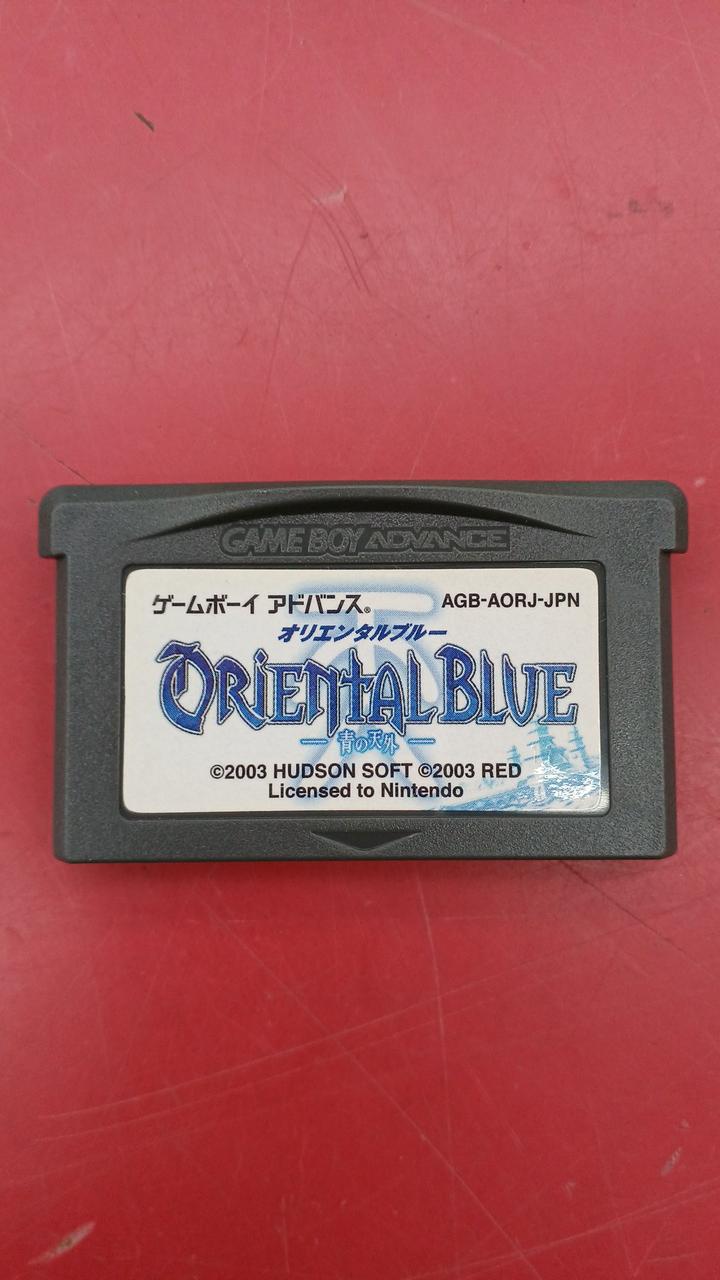 GAME BOY ADVANCE
ゲームボーイ アドバンス®
AGB-AORJ-JPN
オリエンタルブルー
ORIENTAL BLUE
青の天外
©2003 HUDSON SOFT ©2003 RED
Licensed to Nintendo